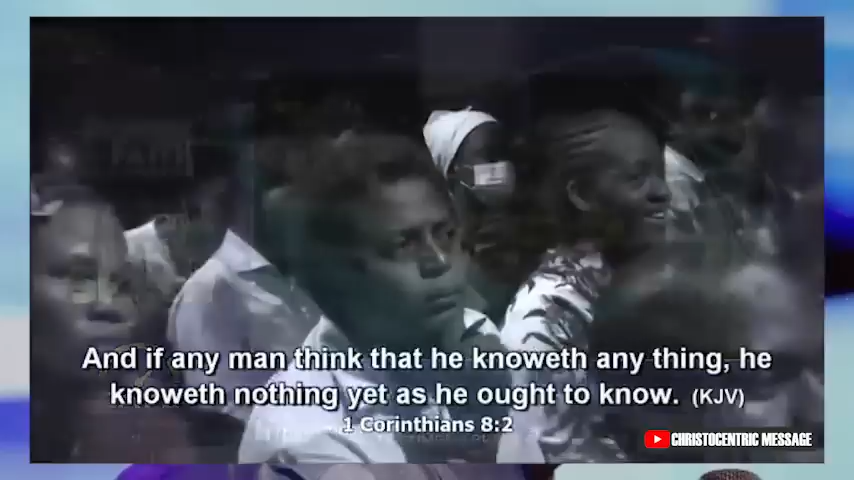 And if any man think that he knoweth any thing, he
knoweth nothing yet as he ought to know. (KJV)
1 Corinthians 8:2
CHRISTOCENTRIC MESSAGE